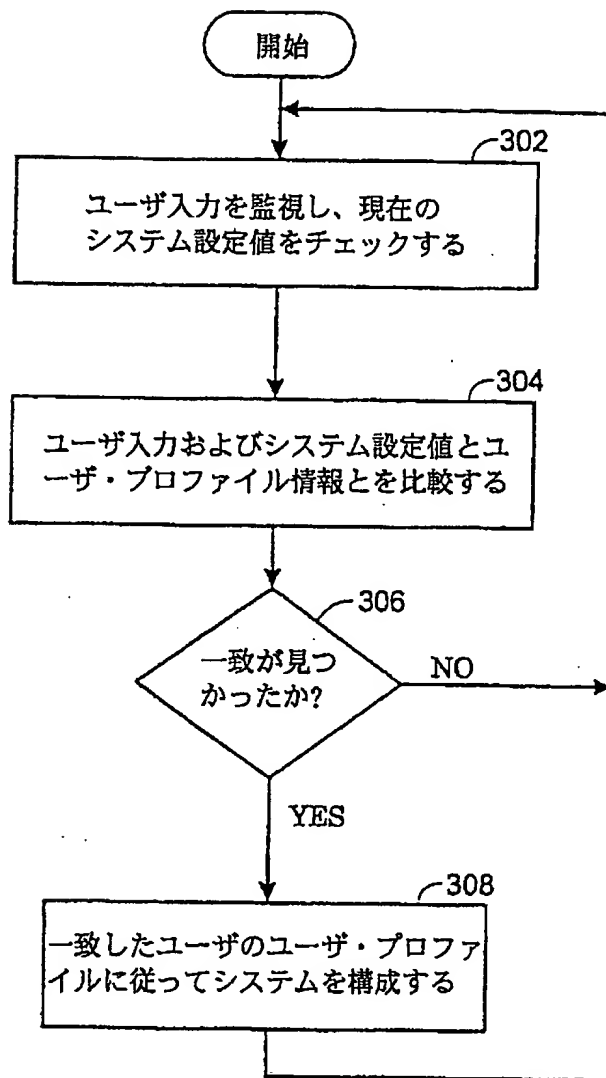 開始
302
ユーザ入力を監視し、現在の
システム設定値をチェックする
304
ユーザ入力およびシステム設定値とユ
ーザ・プロファイル情報とを比較する
306
一致が見つ
かったか?
NO
YES
308
一致したユーザのユーザ・プロファ
イルに従ってシステムを構成する